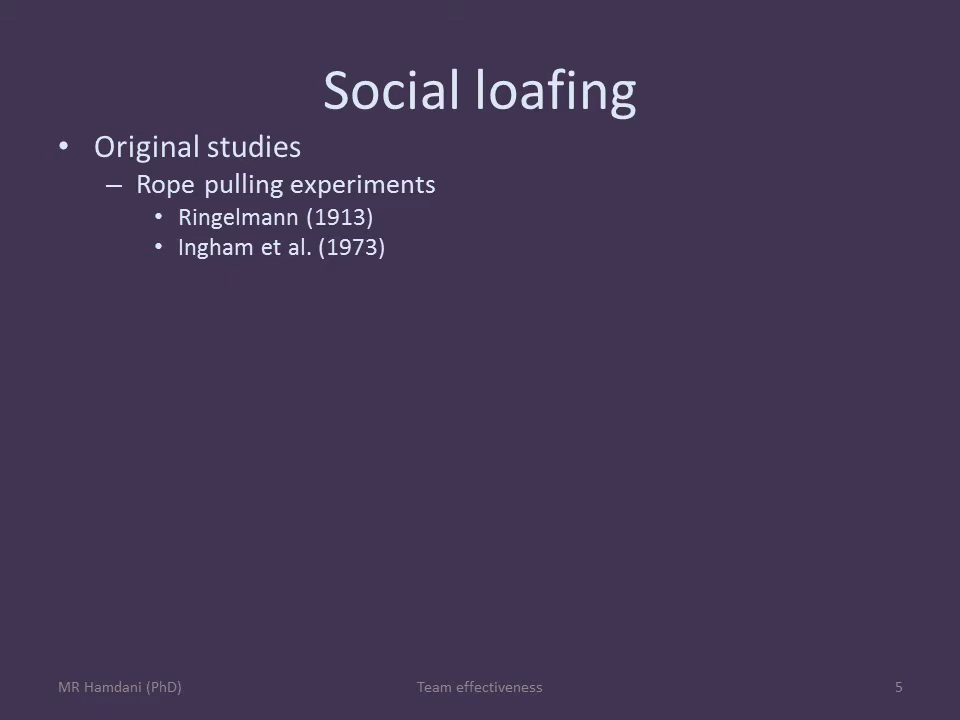 Social loafing
• Original studies
– Rope pulling experiments
• Ringelmann (1913)
• Ingham et al. (1973)
MR Hamdani (PhD)
Team effectiveness
5